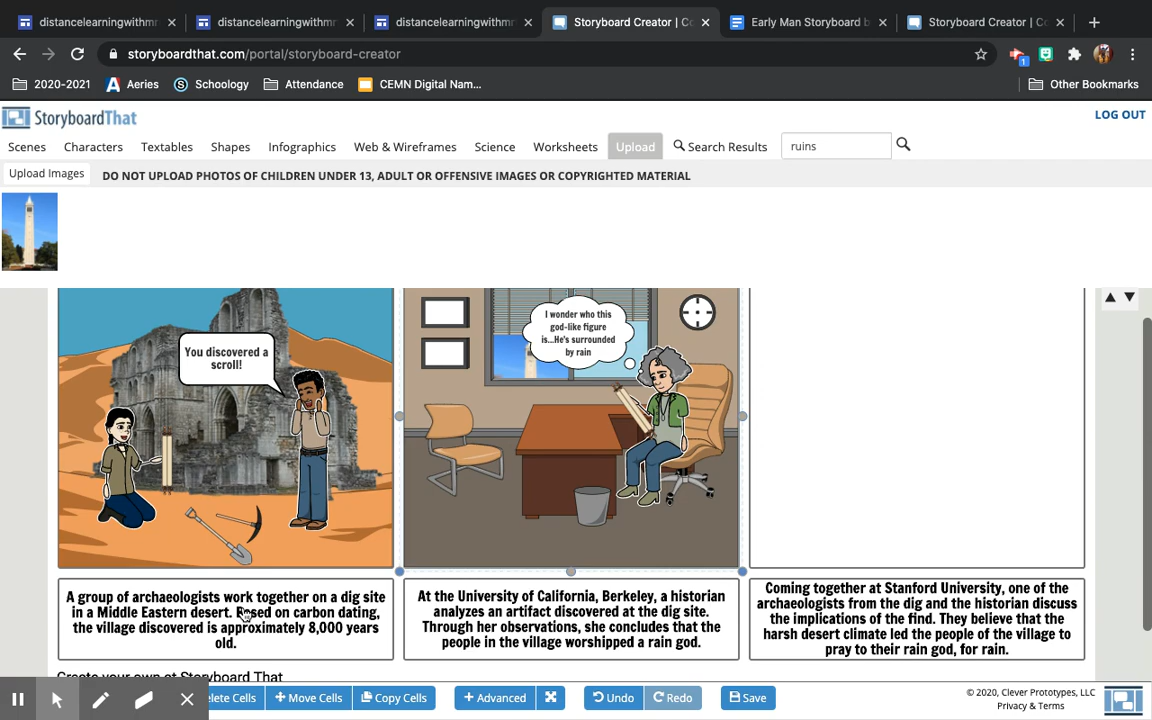 distancelearningwithmr
distancelearningwithmr
distancelearningwithm
Storyboard Creator | Co
Early Man Storyboard b
Storyboard Creator | Co
storyboardthat.com/portal/storyboard-creator
1
2020-2021
Aeries
Schoology
Attendance
CEMN Digital Nam...
Other Bookmarks
StoryboardThat
LOG OUT
Scenes
Characters
Textables
Shapes
Infographics
Web & Wireframes
Science
Worksheets
Upload
Search Results
ruins
Upload Images
DO NOT UPLOAD PHOTOS OF CHILDREN UNDER 13, ADULT OR OFFENSIVE IMAGES OR COPYRIGHTED MATERIAL
You discovered a
scroll!
I wonder who this
god-like figure
is...He's surrounded
by rain
A group of archaeologists work together on a dig site
in a Middle Eastern desert. Based on carbon dating,
the village discovered is approximately 8,000 years
old.
At the University of California, Berkeley, a historian
analyzes an artifact discovered at the dig site.
Through her observations, she concludes that the
people in the village worshipped a rain god.
Coming together at Stanford University, one of the
archaeologists from the dig and the historian discuss
the implications of the find. They believe that the
harsh desert climate led the people of the village to
pray to their rain god, for rain.
Create your own at Storyboard That
elete Cells
Move Cells
Copy Cells
Advanced
Undo
Redo
Save
© 2020, Clever Prototypes, LLC
Privacy & Terms